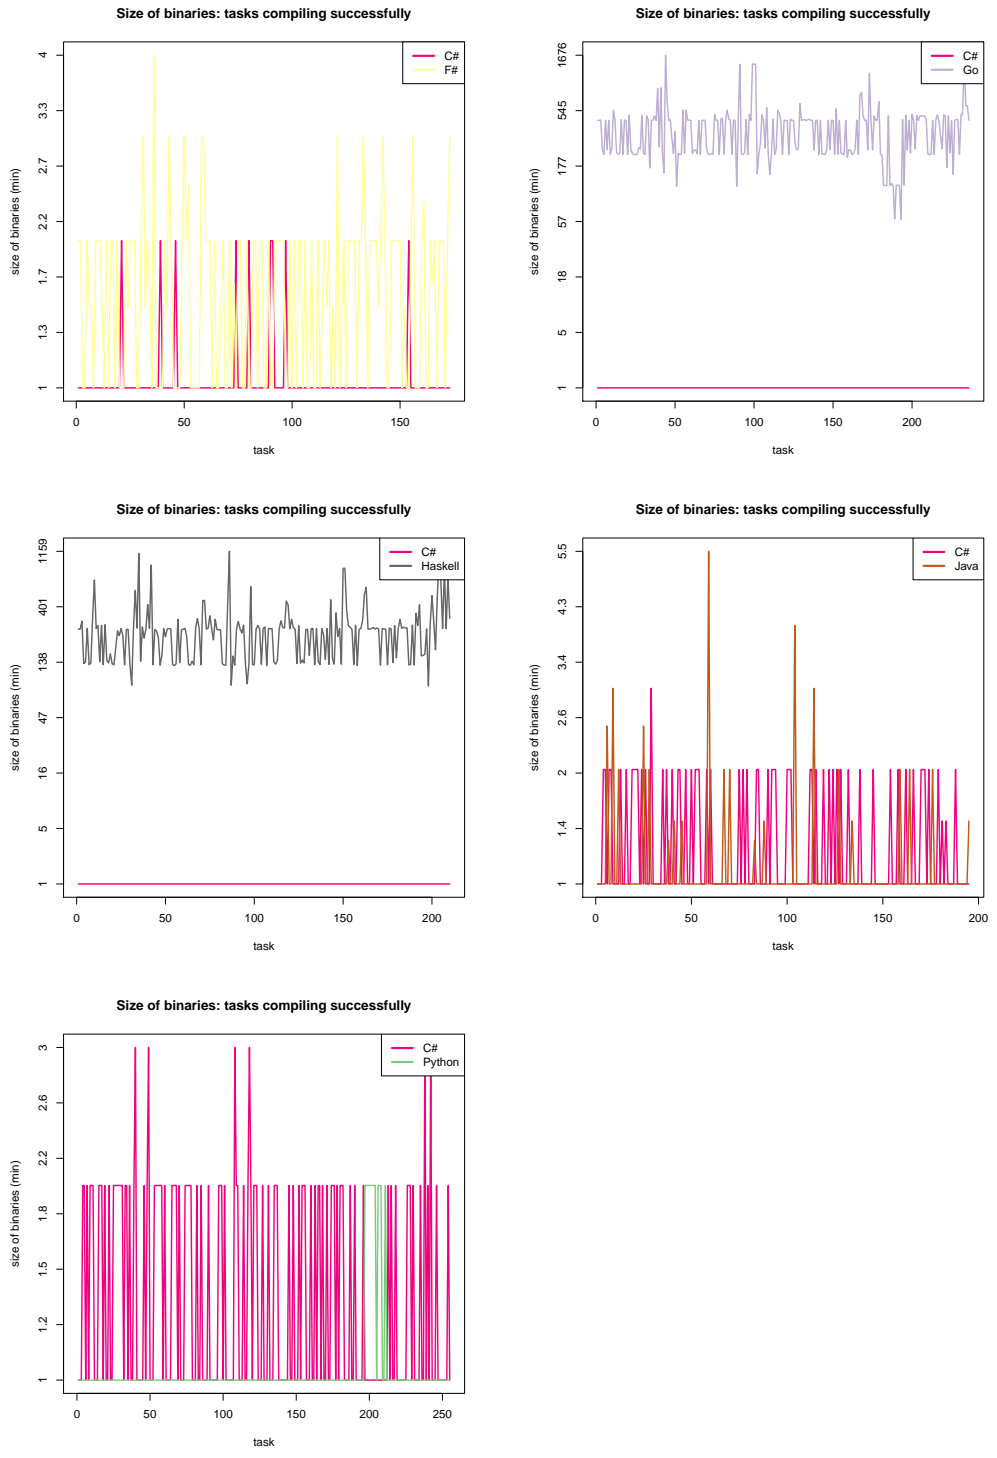 Size of binaries: tasks compiling successfully
C#
F#
size of binaries (min)
4
3.3
2.7
2.2
1.7
1.3
1
0 50 100 150
task
Size of binaries: tasks compiling successfully
C#
Go
size of binaries (min)
1676
545
177
57
18
5
1
0 50 100 150 200
task
Size of binaries: tasks compiling successfully
C#
Haskell
size of binaries (min)
1159
401
138
47
16
5
1
0 50 100 150 200
task
Size of binaries: tasks compiling successfully
C#
Java
size of binaries (min)
5.5
4.3
3.4
2.6
2
1.4
1
0 50 100 150 200
task
Size of binaries: tasks compiling successfully
C#
Python
size of binaries (min)
3
2.6
2.2
1.8
1.5
1.2
1
0 50 100 150 200 250
task